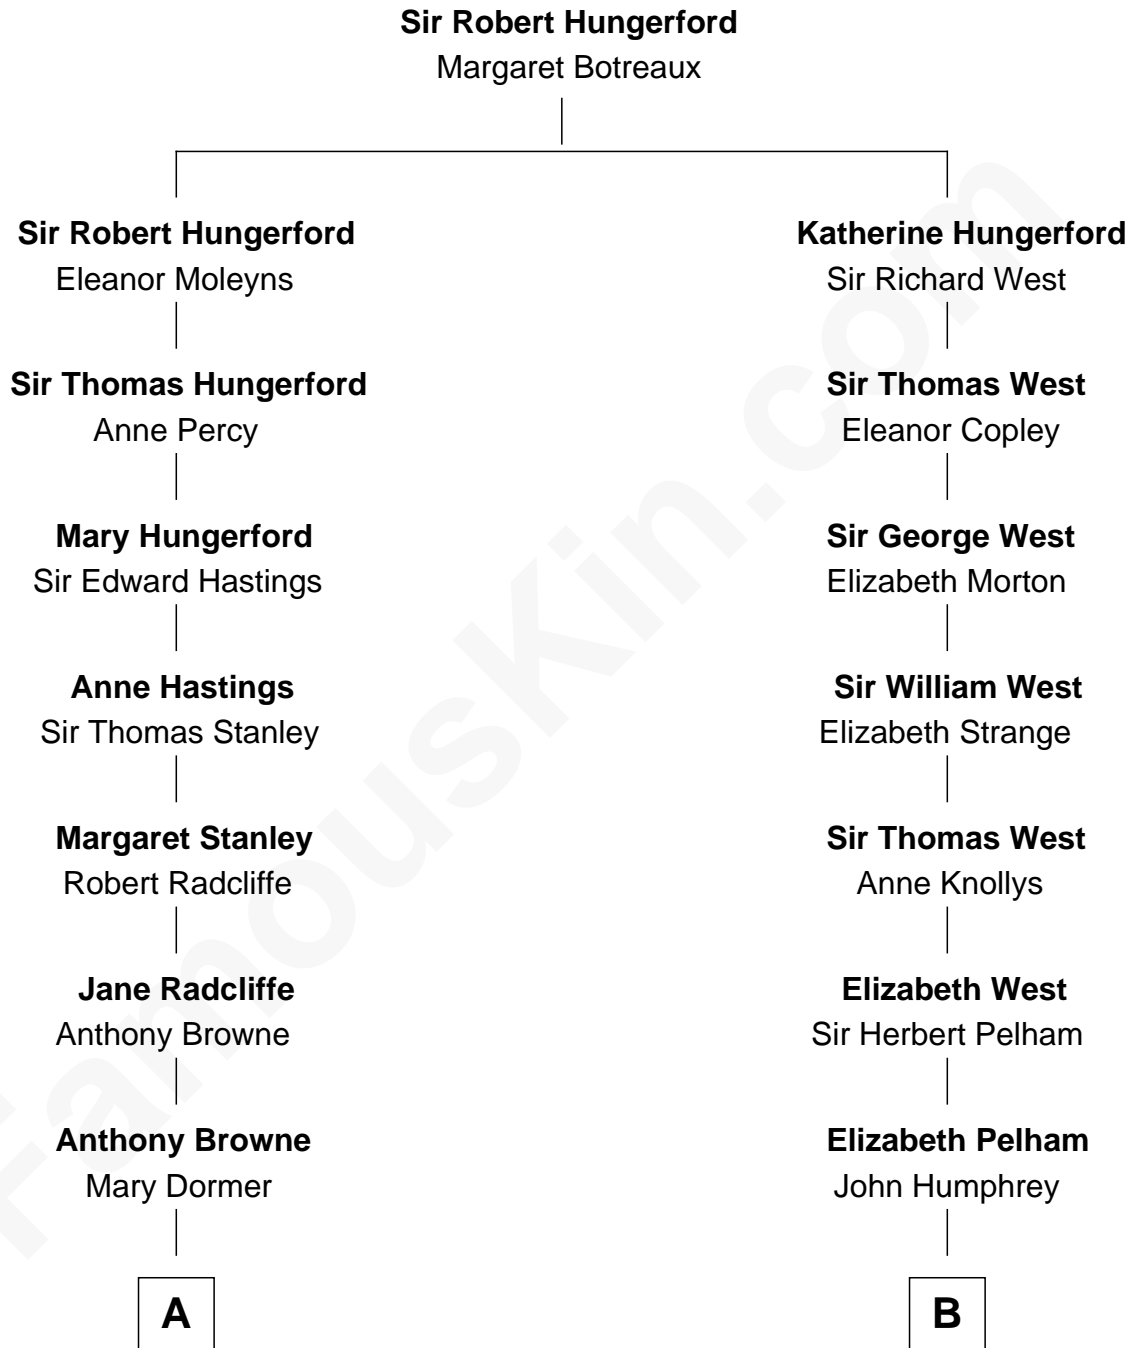 Sir Robert Hungerford
Margaret Botreaux
Sir Robert Hungerford
Eleanor Moleyns
Katherine Hungerford
Sir Richard West
Sir Thomas Hungerford
Anne Percy
Sir Thomas West
Eleanor Copley
Mary Hungerford
Sir Edward Hastings
Sir George West
Elizabeth Morton
Anne Hastings
Sir Thomas Stanley
Sir William West
Elizabeth Strange
Margaret Stanley
Robert Radcliffe
Sir Thomas West
Anne Knollys
Jane Radcliffe
Anthony Browne
Elizabeth West
Sir Herbert Pelham
Anthony Browne
Mary Dormer
Elizabeth Pelham
John Humphrey
A
B
FamousKin.com